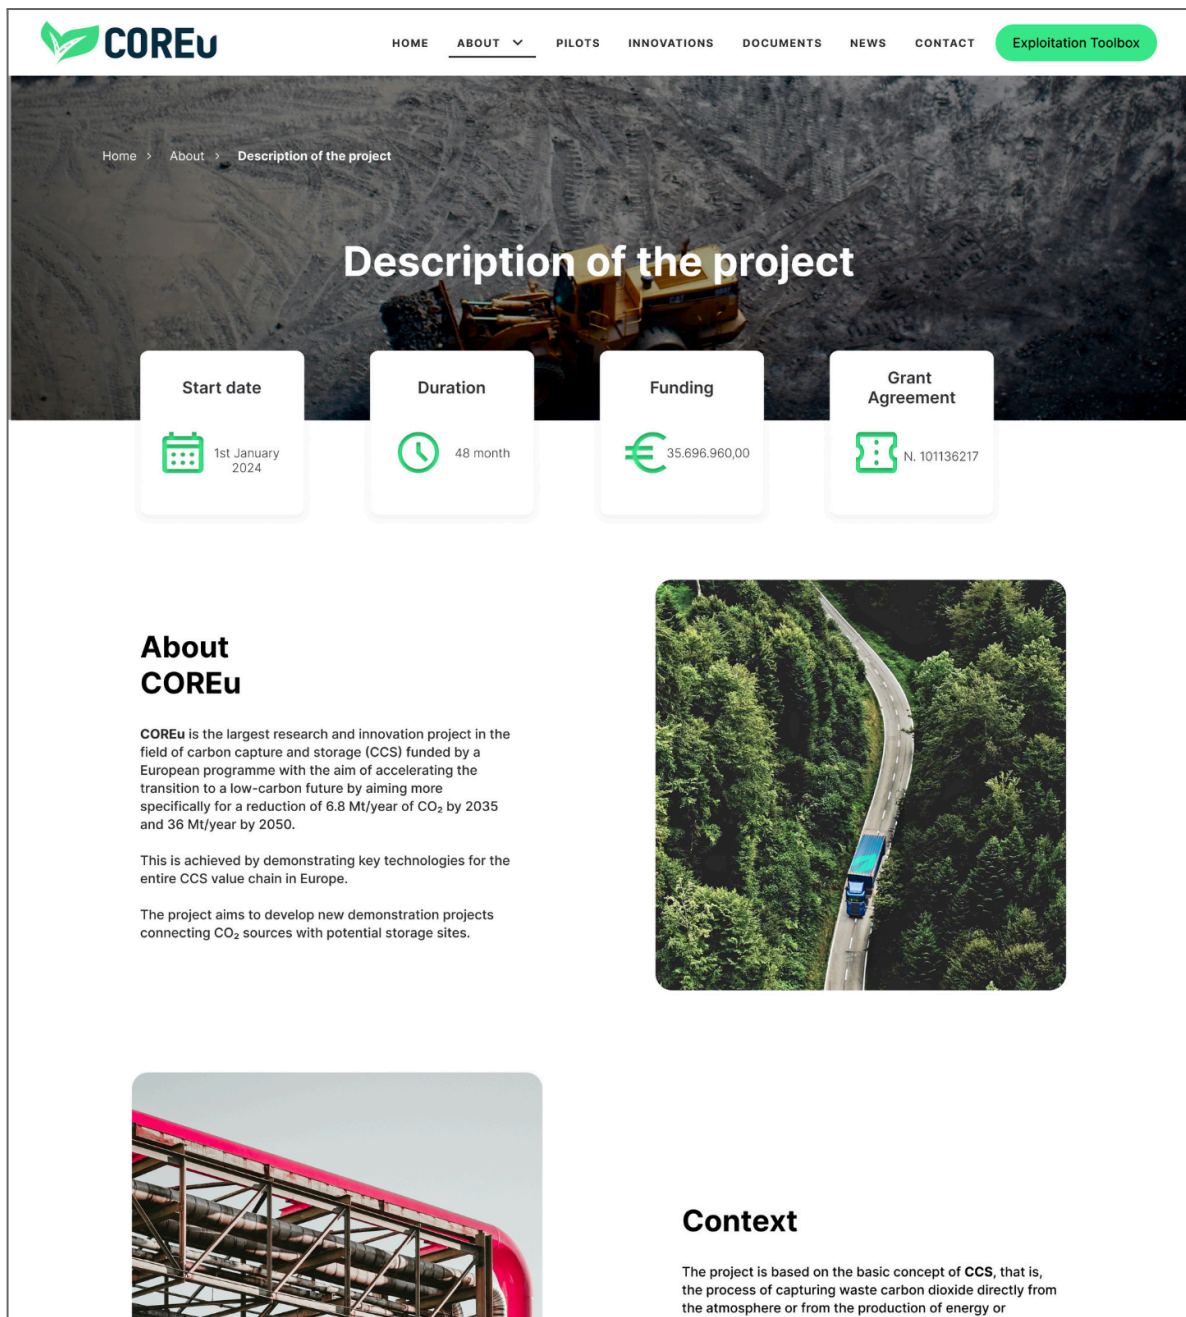 COREu
HOME ABOUT PILOTS INNOVATIONS DOCUMENTS NEWS CONTACT Exploitation Toolbox
Home > About > Description of the project
Description of the project
CAT
Start date
1st January
2024
Duration
48 month
Funding
€ 35.696.960,00
Grant
Agreement
N. 101136217
About
COREu
COREu is the largest research and innovation project in the
field of carbon capture and storage (CCS) funded by a
European programme with the aim of accelerating the
transition to a low-carbon future by aiming more
specifically for a reduction of 6.8 Mt/year of CO₂ by 2035
and 36 Mt/year by 2050.
This is achieved by demonstrating key technologies for the
entire CCS value chain in Europe.
The project aims to develop new demonstration projects
connecting CO₂ sources with potential storage sites.
Context
The project is based on the basic concept of CCS, that is,
the process of capturing waste carbon dioxide directly from
the atmosphere or from the production of energy or